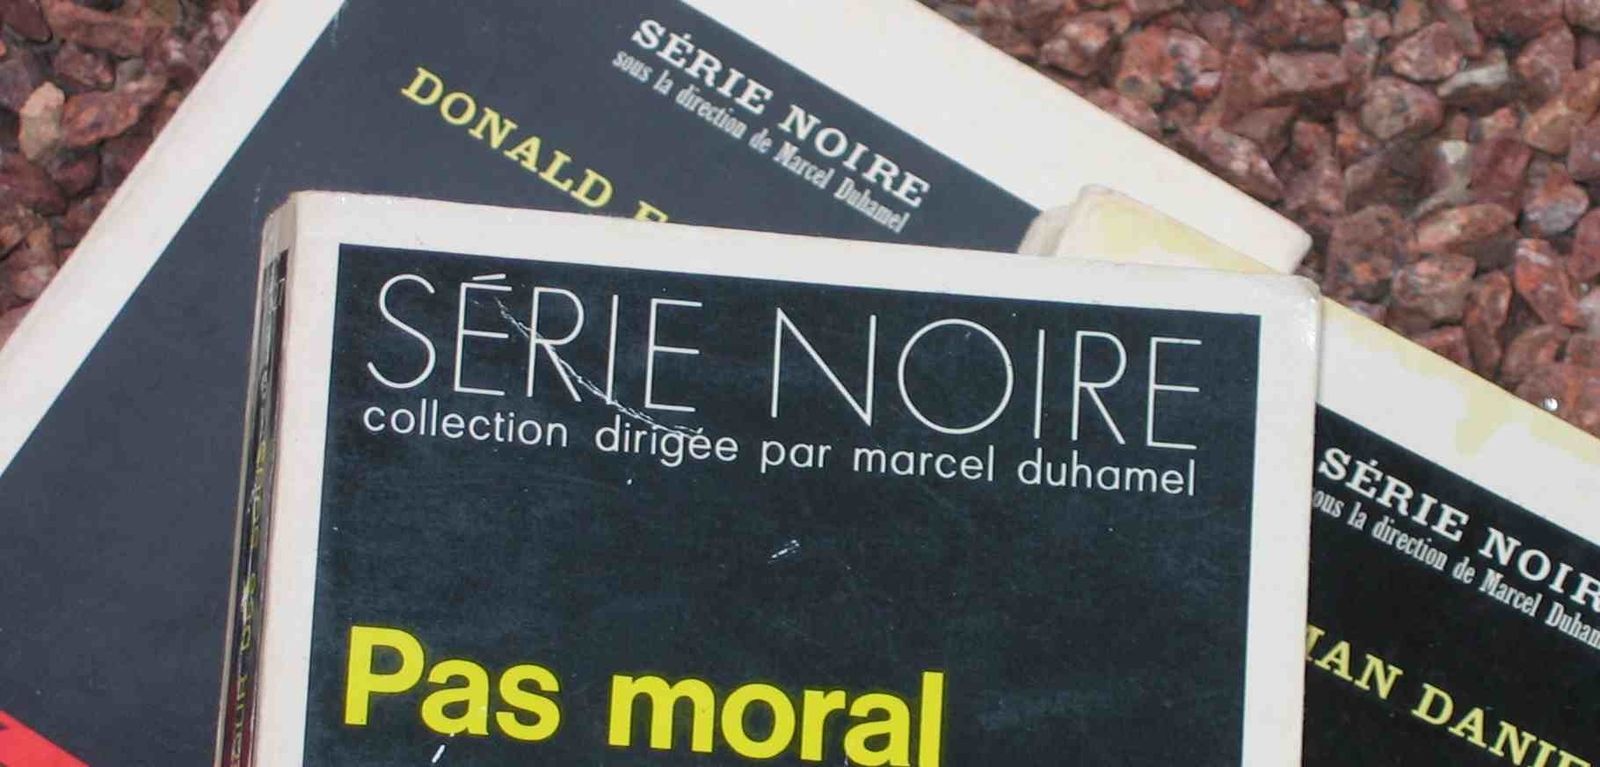 SÉRIE NOIRE
sous la direction de Marcel Duhamel
DONALD
SÉRIE NOIRE
collection dirigée par marcel duhamel
Pas moral
SÉRIE NOIR
sous la direction de Marcel Duham
DANIE